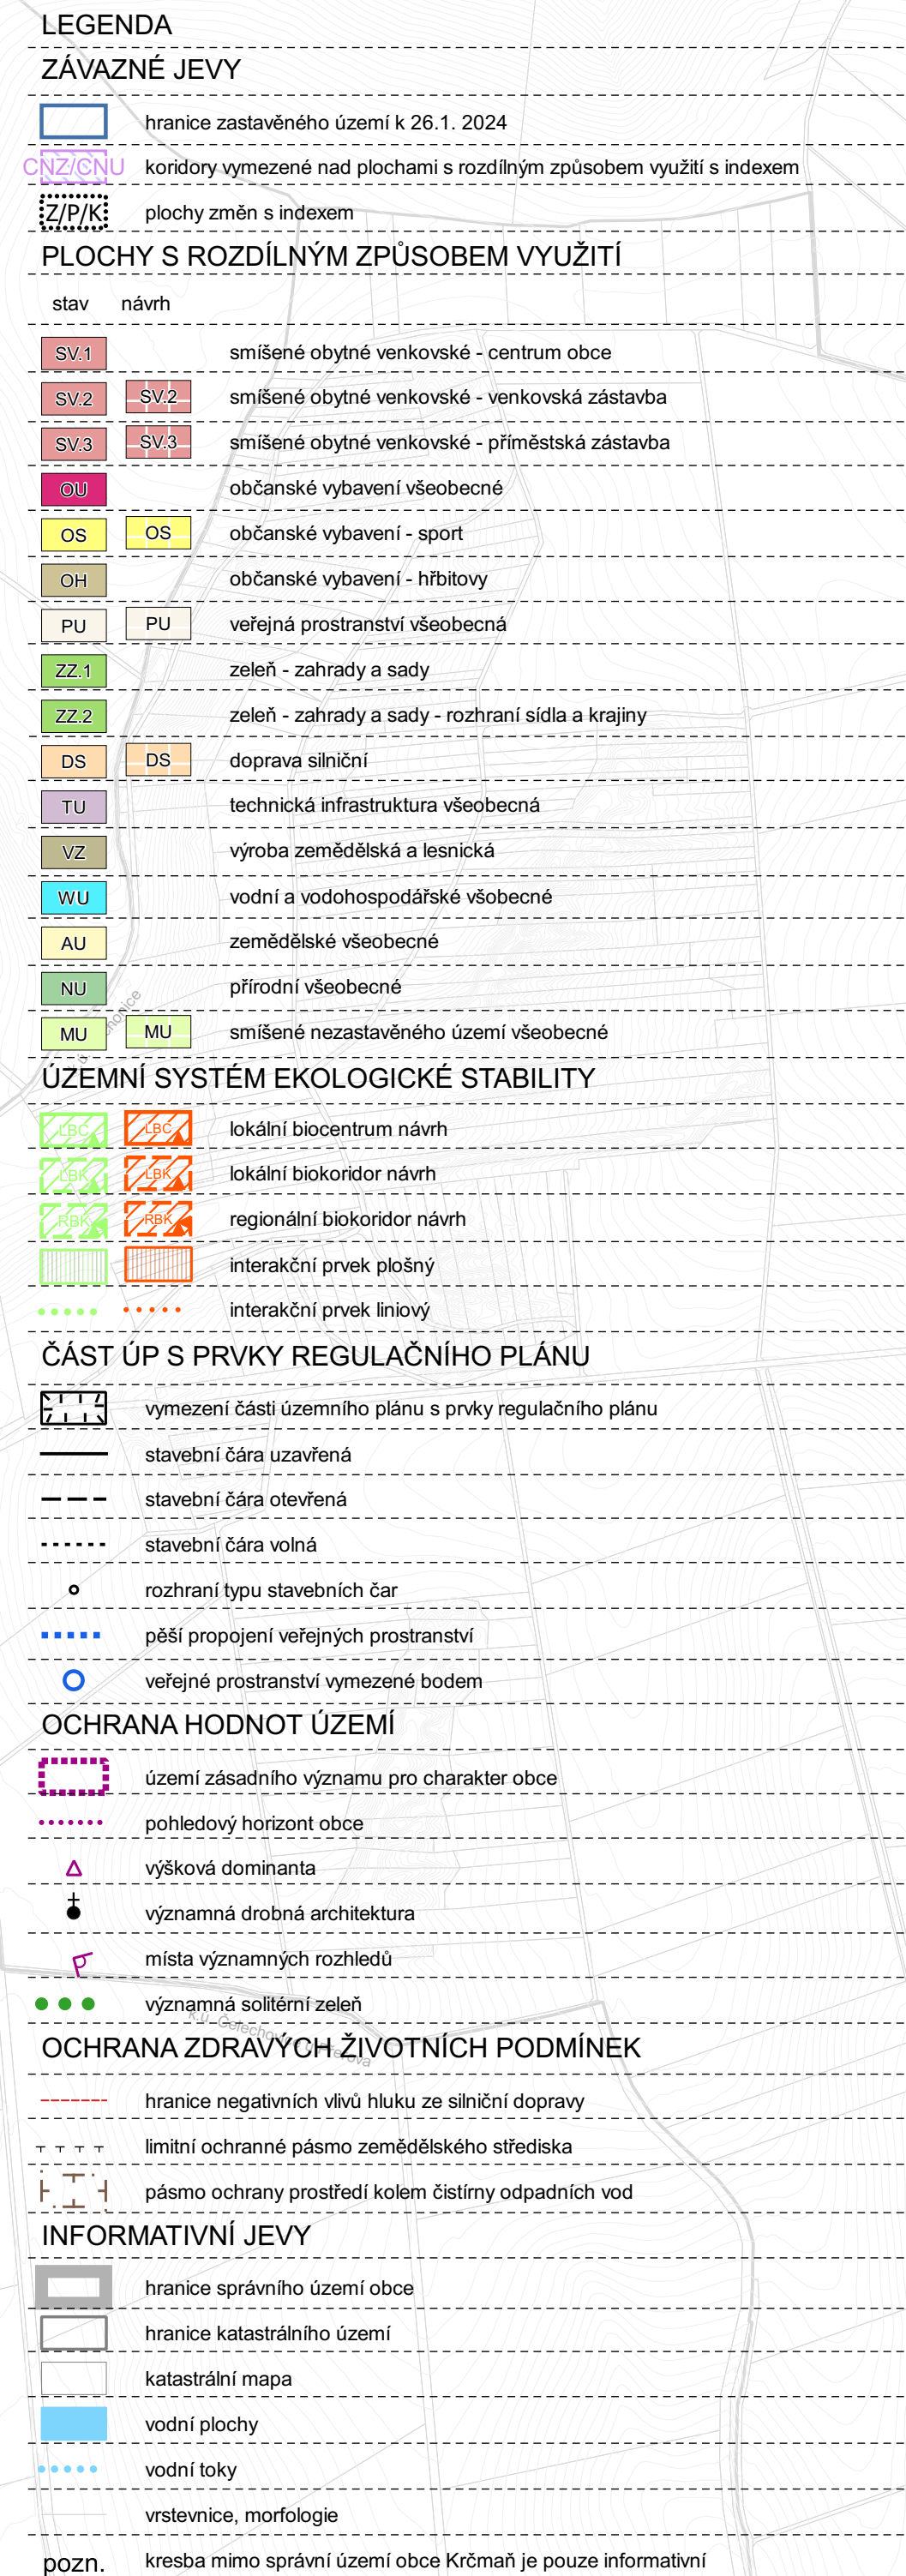 LEGENDA
ZÁVAZNÉ JEVY
hranice zastavěného území k 26.1. 2024
CNZ/CNU koridory vymezené nad plochami s rozdílným způsobem využití s indexem
Z/P/K plochy změn s indexem
PLOCHY S ROZDÍLNÝM ZPŮSOBEM VYUŽITÍ
stav návrh
SV.1 smíšené obytné venkovské - centrum obce
SV.2 SV.2 smíšené obytné venkovské - venkovská zástavba
SV.3 SV.3 smíšené obytné venkovské - příměstská zástavba
OU občanské vybavení všeobecné
OS OS občanské vybavení - sport
OH občanské vybavení - hřbitovy
PU PU veřejná prostranství všeobecná
ZZ.1 zeleň - zahrady a sady
ZZ.2 zeleň - zahrady a sady - rozhraní sídla a krajiny
DS DS doprava silniční
TU technická infrastruktura všeobecná
VZ výroba zemědělská a lesnická
WU vodní a vodohospodářské všobecné
AU zemědělské všeobecné
NU přírodní všeobecné
MU MU smíšené nezastavěného území všeobecné
ÚZEMNÍ SYSTÉM EKOLOGICKÉ STABILITY
LBC LBC lokální biocentrum návrh
LBK LBK lokální biokoridor návrh
RBK RBK regionální biokoridor návrh
interakční prvek plošný
interakční prvek liniový
ČÁST ÚP S PRVKY REGULAČNÍHO PLÁNU
vymezení části územního plánu s prvky regulačního plánu
stavební čára uzavřená
stavební čára otevřená
stavební čára volná
rozhraní typu stavebních čar
pěší propojení veřejných prostranství
veřejné prostranství vymezené bodem
OCHRANA HODNOT ÚZEMÍ
území zásadního významu pro charakter obce
pohledový horizont obce
výšková dominanta
významná drobná architektura
místa významných rozhledů
významná solitérní zeleň
k.ú. Čelechovice u Přerova
OCHRANA ZDRAVÝCH ŽIVOTNÍCH PODMÍNEK
hranice negativních vlivů hluku ze silniční dopravy
limitní ochranné pásmo zemědělského střediska
pásmo ochrany prostředí kolem čistírny odpadních vod
INFORMATIVNÍ JEVY
hranice správního území obce
hranice katastrálního území
katastrální mapa
vodní plochy
vodní toky
vrstevnice, morfologie
pozn. kresba mimo správní území obce Krčmaň je pouze informativní